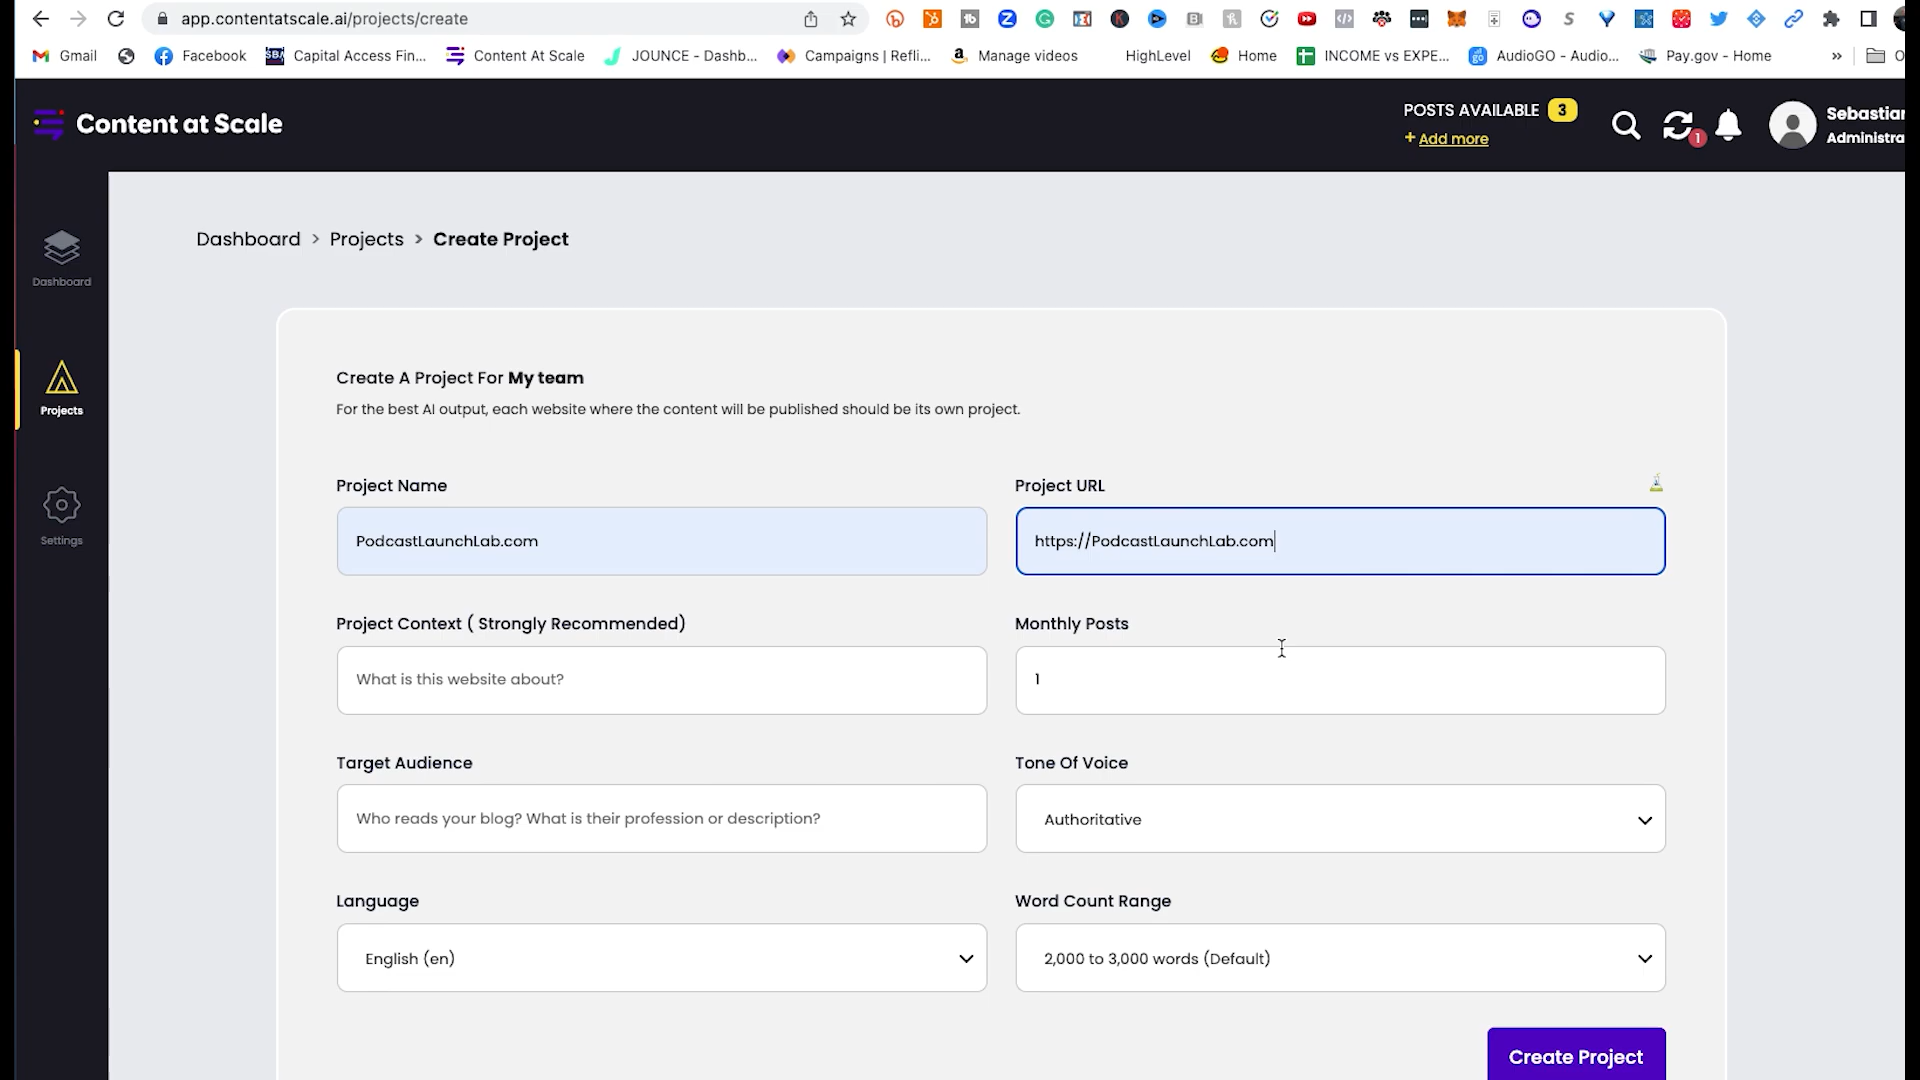 app.contentatscale.ai/projects/create
Gmail
Facebook
Capital Access Fin...
Content At Scale
JOUNCE - Dashb...
Campaigns | Refli...
Manage videos
HighLevel
Home
INCOME vs EXPE...
AudioGO - Audio...
Pay.gov - Home
»
Content at Scale
POSTS AVAILABLE 3
+ Add more
1
Sebastian
Administra
Dashboard > Projects > Create Project
Dashboard
Projects
Settings
Create A Project For My team
For the best AI output, each website where the content will be published should be its own project.
Project Name
PodcastLaunchLab.com
Project URL
https://PodcastLaunchLab.com
Project Context ( Strongly Recommended)
What is this website about?
Monthly Posts
1
Target Audience
Who reads your blog? What is their profession or description?
Tone Of Voice
Authoritative
Language
English (en)
Word Count Range
2,000 to 3,000 words (Default)
Create Project